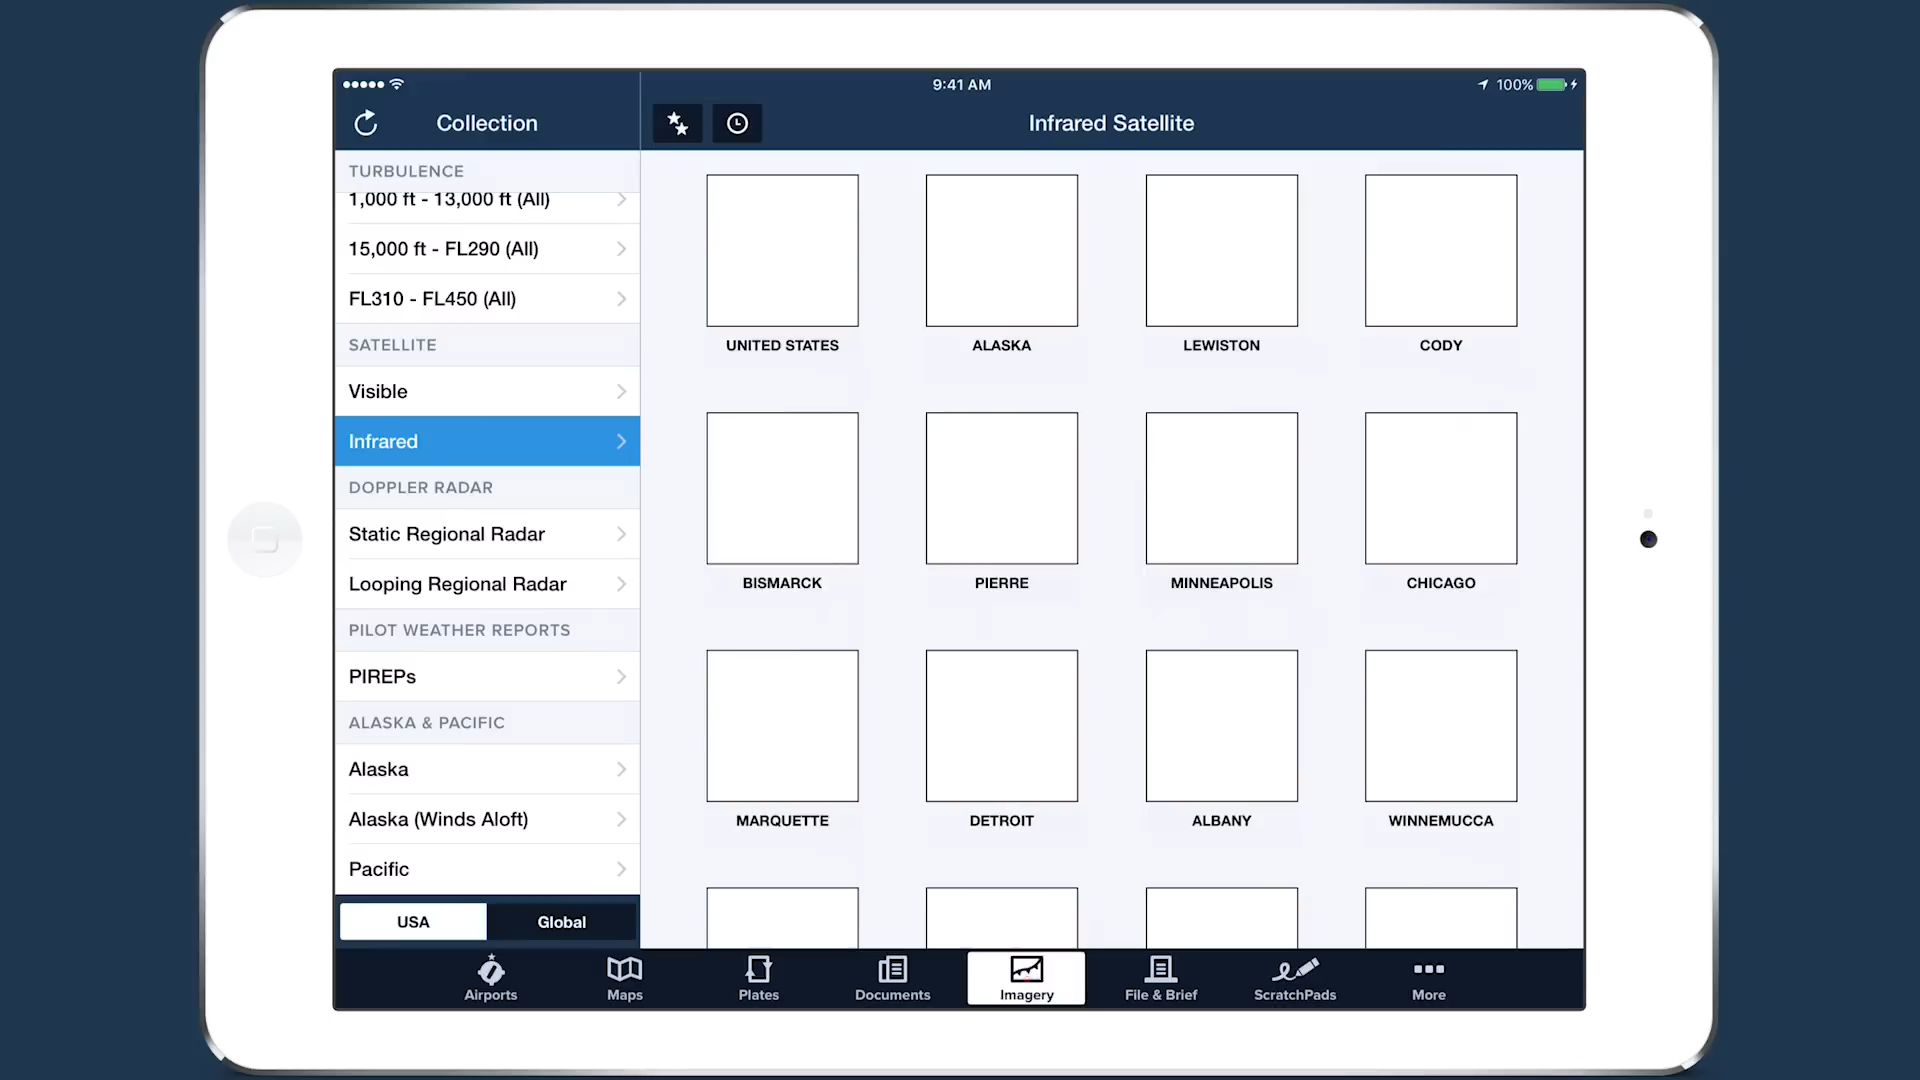 9:41 AM
100%
Collection
Infrared Satellite
TURBULENCE
1,000 ft - 13,000 ft (All)
15,000 ft - FL290 (All)
FL310 - FL450 (All)
SATELLITE
Visible
Infrared
DOPPLER RADAR
Static Regional Radar
Looping Regional Radar
PILOT WEATHER REPORTS
PIREPs
ALASKA & PACIFIC
Alaska
Alaska (Winds Aloft)
Pacific
USA
Global
UNITED STATES
ALASKA
LEWISTON
CODY
BISMARCK
PIERRE
MINNEAPOLIS
CHICAGO
MARQUETTE
DETROIT
ALBANY
WINNEMUCCA
Airports
Maps
Plates
Documents
Imagery
File & Brief
ScratchPads
More